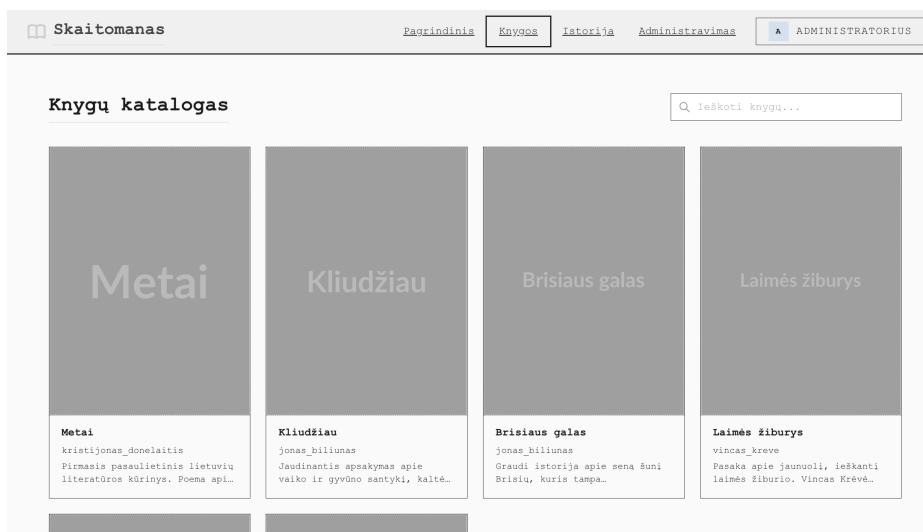 Skaitomanas
Pagrindinis Knygos Istorija Administravimas A ADMINISTRATORIUS
Knygų katalogas
Ieškoti knygų...
Metai
Kliudžiau
Brisiaus galas
Laimės žiburys
Metai
kristijonas_donelaitis
Pirmasis pasaulietinis lietuvių
literatūros kūrinys. Poema api…
Kliudžiau
jonas_biliunas
Jaudinantis apsakymas apie
vaiko ir gyvūno santykį, kaltė…
Brisiaus galas
jonas_biliunas
Graudi istorija apie seną šunį
Brisių, kuris tampa…
Laimės žiburys
vincas_kreve
Pasaka apie jaunuolį, ieškantį
laimės žiburio. Vincas Krėvė…